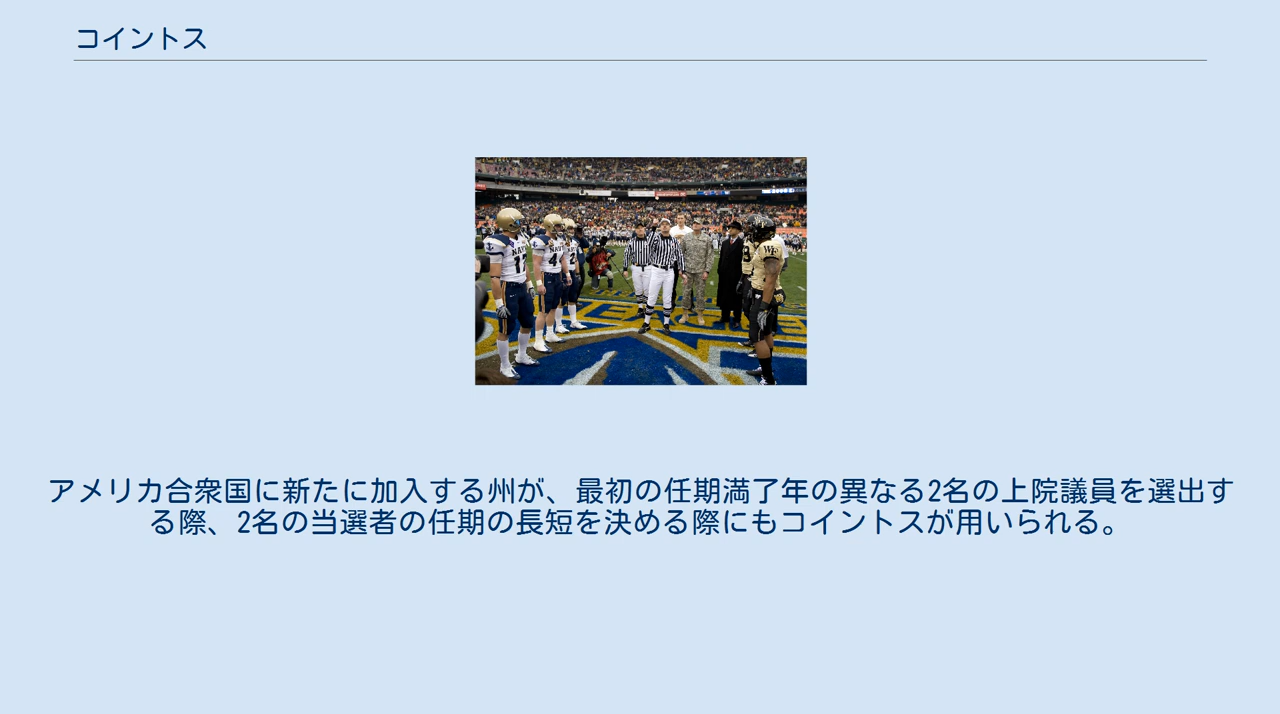 コイントス
NAVY
WF
アメリカ合衆国に新たに加入する州が、最初の任期満了年の異なる2名の上院議員を選出す
る際、2名の当選者の任期の長短を決める際にもコイントスが用いられる。